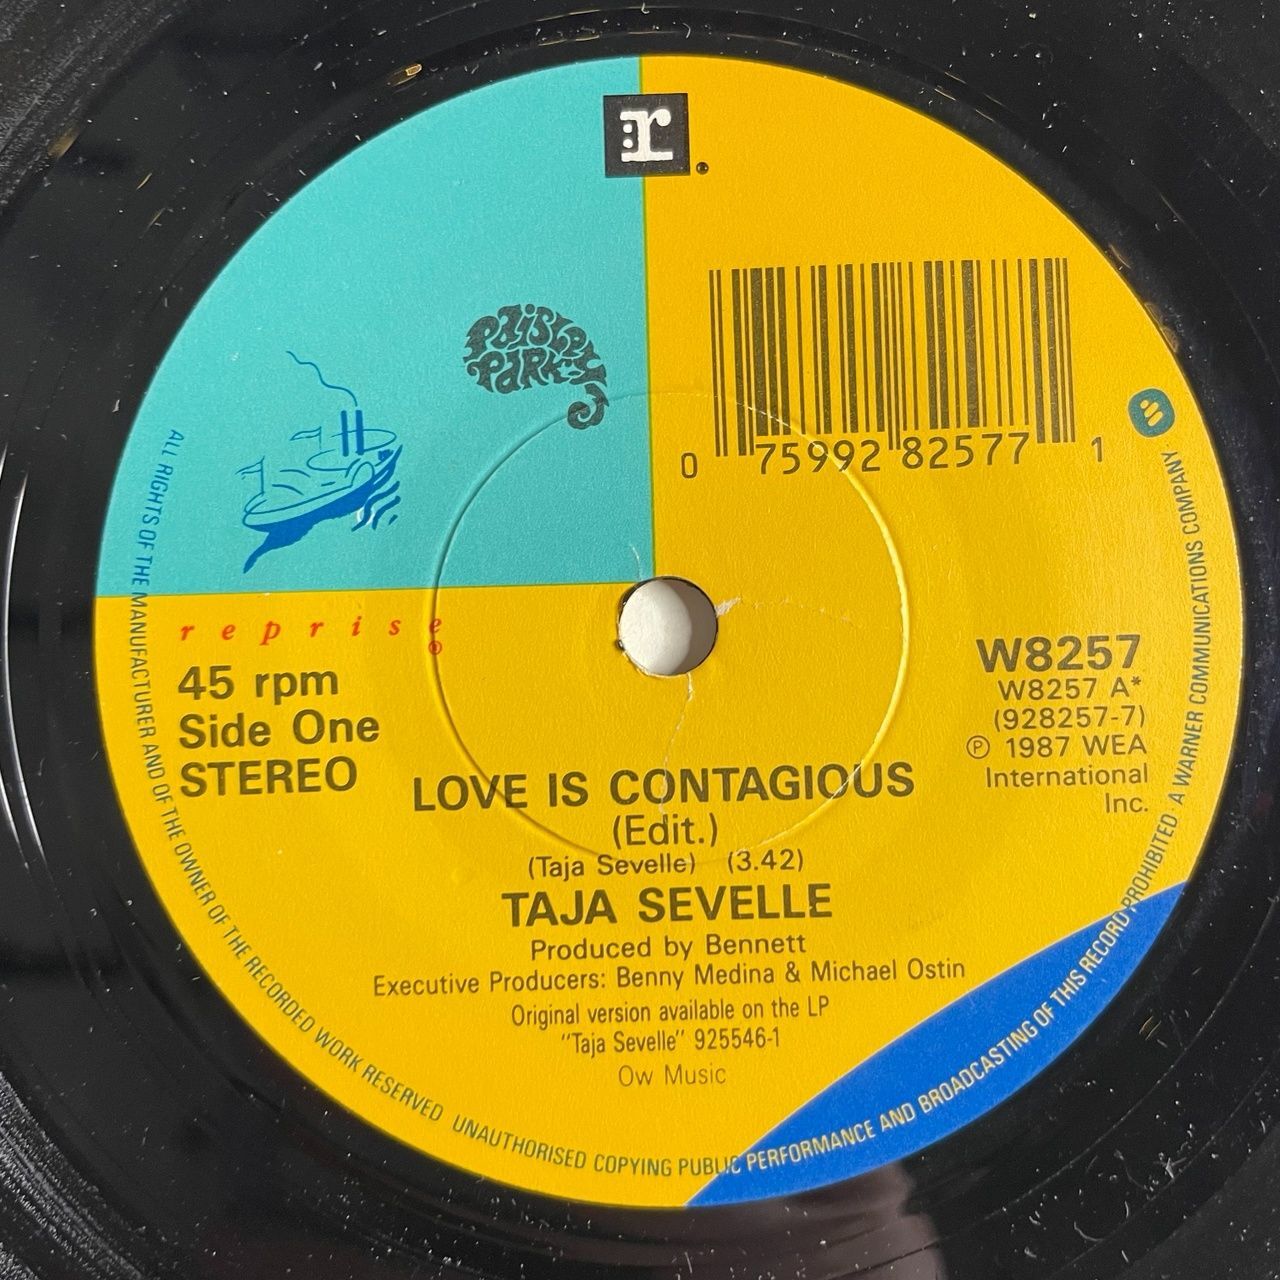 r
Paisley
Park
0 75992 82577 1
reprise
®
45 rpm
Side One
STEREO
W8257
W8257 A*
(928257-7)
℗ 1987 WEA
International
Inc.
LOVE IS CONTAGIOUS
(Edit.)
(Taja Sevelle) (3.42)
TAJA SEVELLE
Produced by Bennett
Executive Producers: Benny Medina & Michael Ostin
Original version available on the LP
"Taja Sevelle" 925546-1
Ow Music
ALL RIGHTS OF THE MANUFACTURER AND OF THE OWNER OF THE RECORDED WORK RESERVED UNAUTHORISED COPYING PUBLIC PERFORMANCE AND BROADCASTING OF THIS RECORD PROHIBITED A WARNER COMMUNICATIONS COMPANY